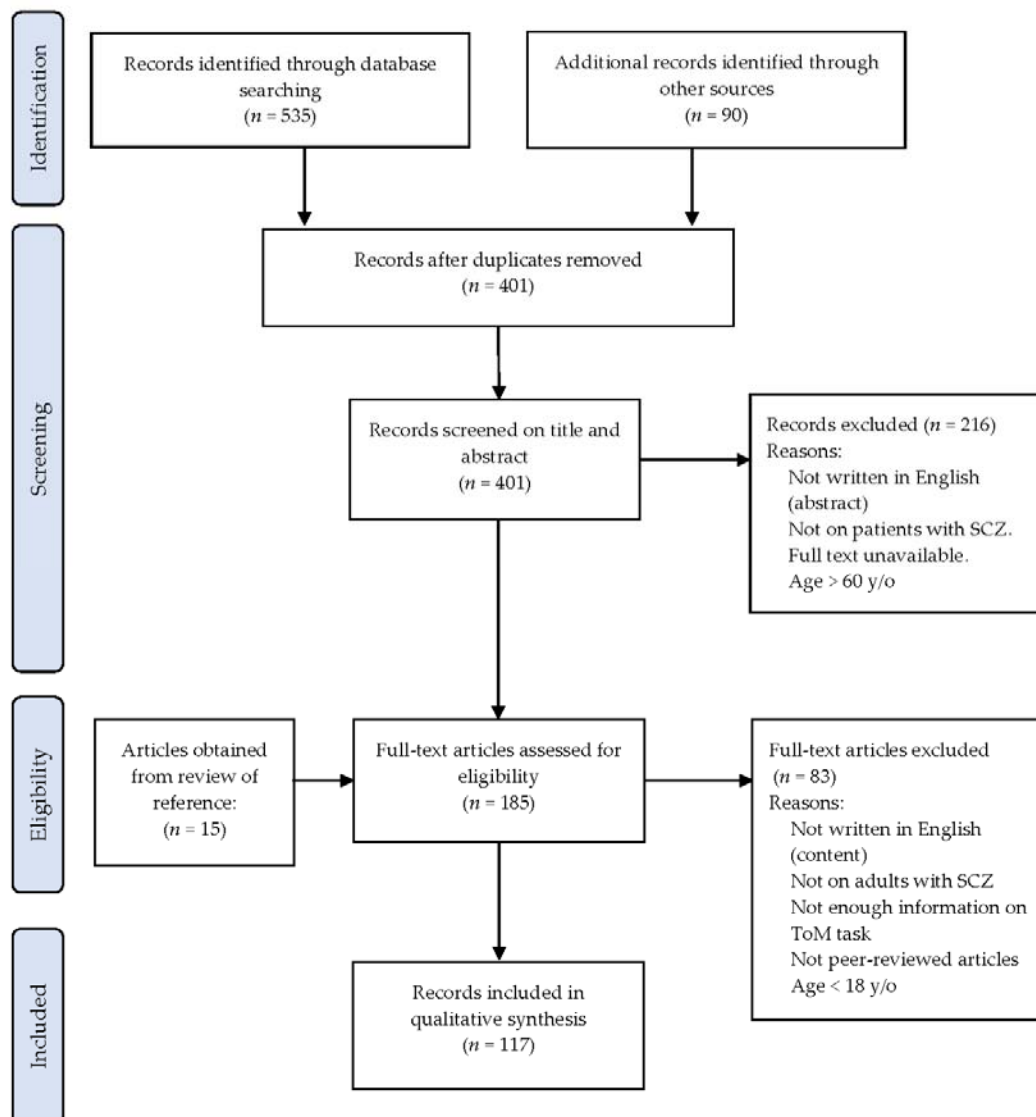 Identification
Records identified through database
searching
(n = 535)
Additional records identified through
other sources
(n = 90)
Screening
Records after duplicates removed
(n = 401)
Records screened on title and
abstract
(n = 401)
Records excluded (n = 216)
Reasons:
Not written in English
(abstract)
Not on patients with SCZ.
Full text unavailable.
Age > 60 y/o
Eligibility
Articles obtained
from review of
reference:
(n = 15)
Full-text articles assessed for
eligibility
(n = 185)
Full-text articles excluded
(n = 83)
Reasons:
Not written in English
(content)
Not on adults with SCZ
Not enough information on
ToM task
Not peer-reviewed articles
Age < 18 y/o
Included
Records included in
qualitative synthesis
(n = 117)